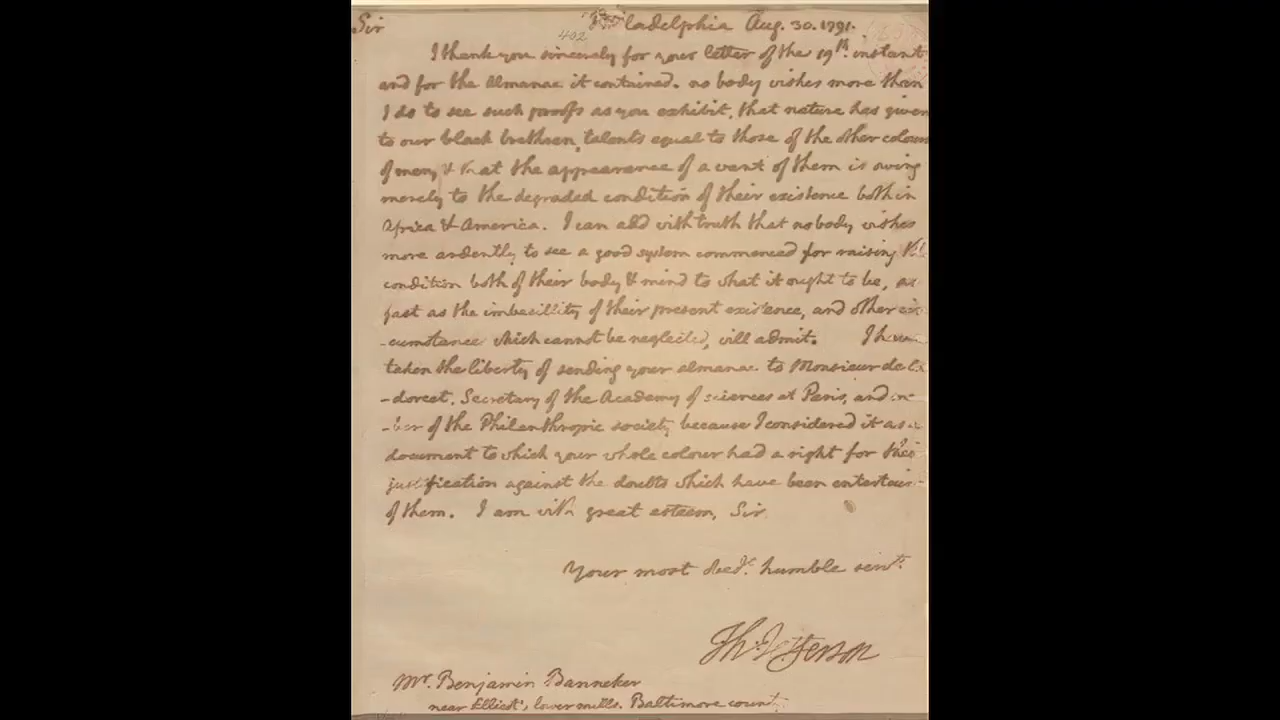 Sir
Philadelphia Aug. 30. 1791.
402
I thank you sincerely for your letter of the 19th. instant
and for the Almanac it contained. no body wishes more than
I do to see such proofs as you exhibit, that nature has given
to our black brethren, talents equal to those of the other colours
of men, & that the appearance of a want of them is owing
merely to the degraded condition of their existence both in
Africa & America. I can add with truth that no body wishes
more ardently to see a good system commenced for raising the
condition both of their body & mind to what it ought to be, as
fast as the imbecillity of their present existence, and other cir-
-cumstance which cannot be neglected, will admit. I have
taken the liberty of sending your almanac to Monsieur de
-dorcet, Secretary of the Academy of sciences at Paris, and
-ber of the Philanthropic society because I considered it as a
document to which your whole colour had a right for their
justification against the doubts which have been entertain
of them. I am with great esteem, Sir
Your most obedt. humble servt.
Th: Jefferson
Mr. Benjamin Banneker
near Ellicot's, lower mills. Baltimore count